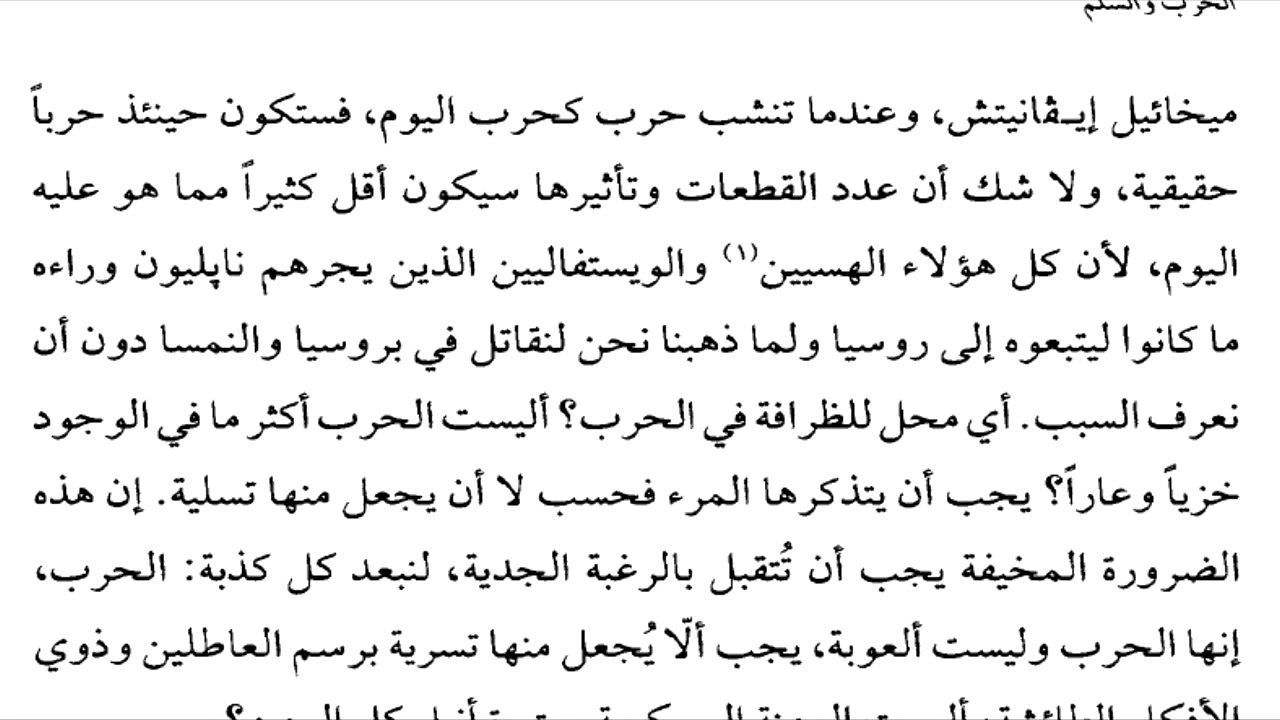 الحرب والسلم
ميخائيل إيـڤانيتش، وعندما تنشب حرب كحرب اليوم، فستكون حينئذ حرباً
حقيقية، ولا شك أن عدد القطعات وتأثيرها سيكون أقل كثيراً مما هو عليه
اليوم، لأن كل هؤلاء الهسيين(١) والويستفاليين الذين يجرهم ناپليون وراءه
ما كانوا ليتبعوه إلى روسيا ولما ذهبنا نحن لنقاتل في بروسيا والنمسا دون أن
نعرف السبب. أي محل للظرافة في الحرب؟ أليست الحرب أكثر ما في الوجود
خزياً وعاراً؟ يجب أن يتذكرها المرء فحسب لا أن يجعل منها تسلية. إن هذه
الضرورة المخيفة يجب أن تُتقبل بالرغبة الجدية، لنبعد كل كذبة: الحرب،
إنها الحرب وليست ألعوبة، يجب ألّا يُجعل منها تسرية برسم العاطلين وذوي